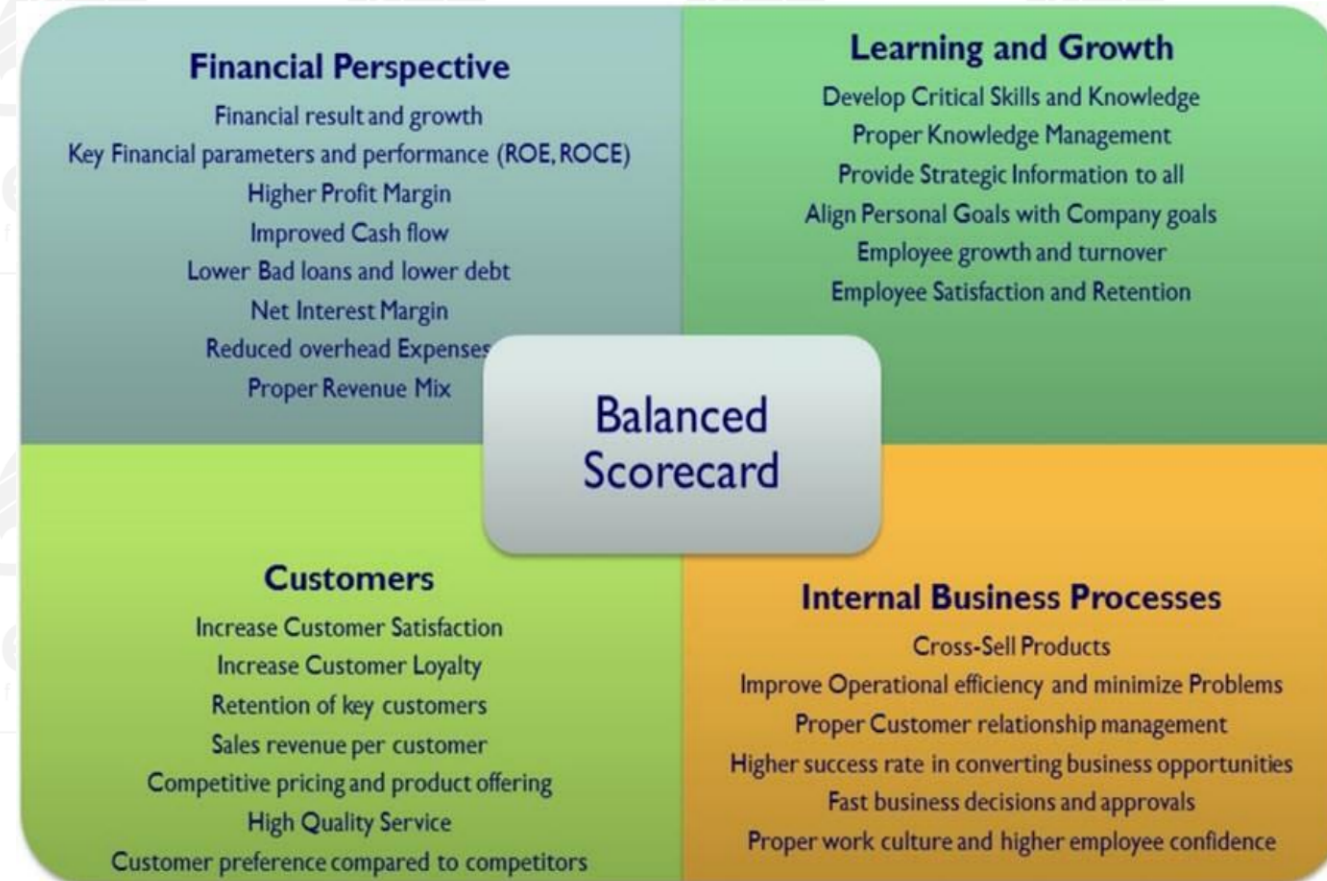 Financial Perspective
Financial result and growth
Key Financial parameters and performance (ROE, ROCE)
Higher Profit Margin
Improved Cash flow
Lower Bad loans and lower debt
Net Interest Margin
Reduced overhead Expenses
Proper Revenue Mix
Learning and Growth
Develop Critical Skills and Knowledge
Proper Knowledge Management
Provide Strategic Information to all
Align Personal Goals with Company goals
Employee growth and turnover
Employee Satisfaction and Retention
Balanced
Scorecard
Customers
Increase Customer Satisfaction
Increase Customer Loyalty
Retention of key customers
Sales revenue per customer
Competitive pricing and product offering
High Quality Service
Customer preference compared to competitors
Internal Business Processes
Cross-Sell Products
Improve Operational efficiency and minimize Problems
Proper Customer relationship management
Higher success rate in converting business opportunities
Fast business decisions and approvals
Proper work culture and higher employee confidence